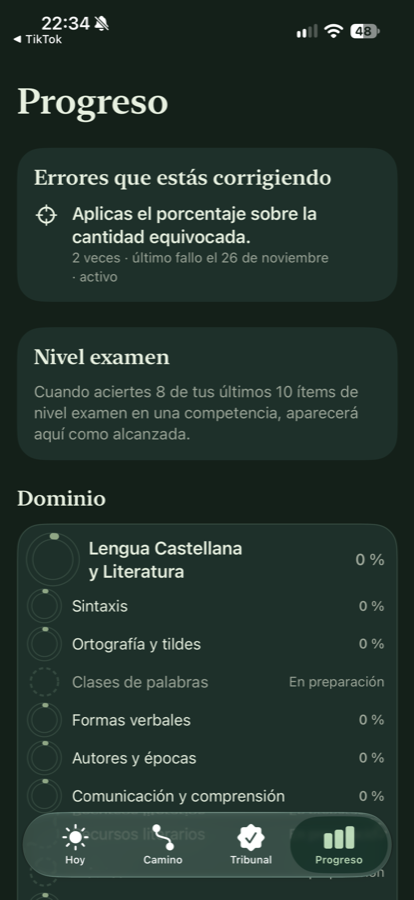 22:34
◀ TikTok
48
Progreso
Errores que estás corrigiendo
Aplicas el porcentaje sobre la
cantidad equivocada.
2 veces · último fallo el 26 de noviembre
· activo
Nivel examen
Cuando aciertes 8 de tus últimos 10 ítems de
nivel examen en una competencia, aparecerá
aquí como alcanzada.
Dominio
Lengua Castellana
y Literatura
0 %
Sintaxis
0 %
Ortografía y tildes
0 %
Clases de palabras
En preparación
Formas verbales
0 %
Autores y épocas
0 %
Comunicación y comprensión
0 %
Hoy
Camino
Tribunal
Progreso